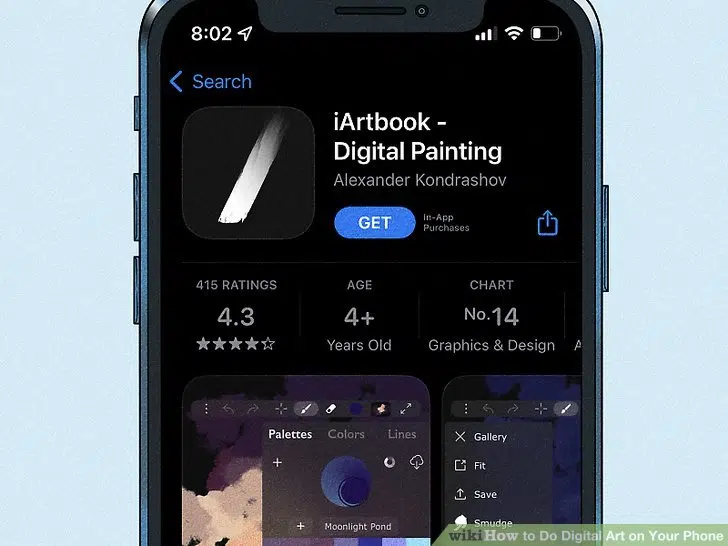 8:02
Search
iArtbook -
Digital Painting
Alexander Kondrashov
GET
In-App
Purchases
415 RATINGS
4.3
AGE
4+
Years Old
CHART
No.14
Graphics & Design
A
Palettes Colors Lines
Moonlight Pond
Gallery
Fit
Save
Smudge
wikiHow to Do Digital Art on Your Phone